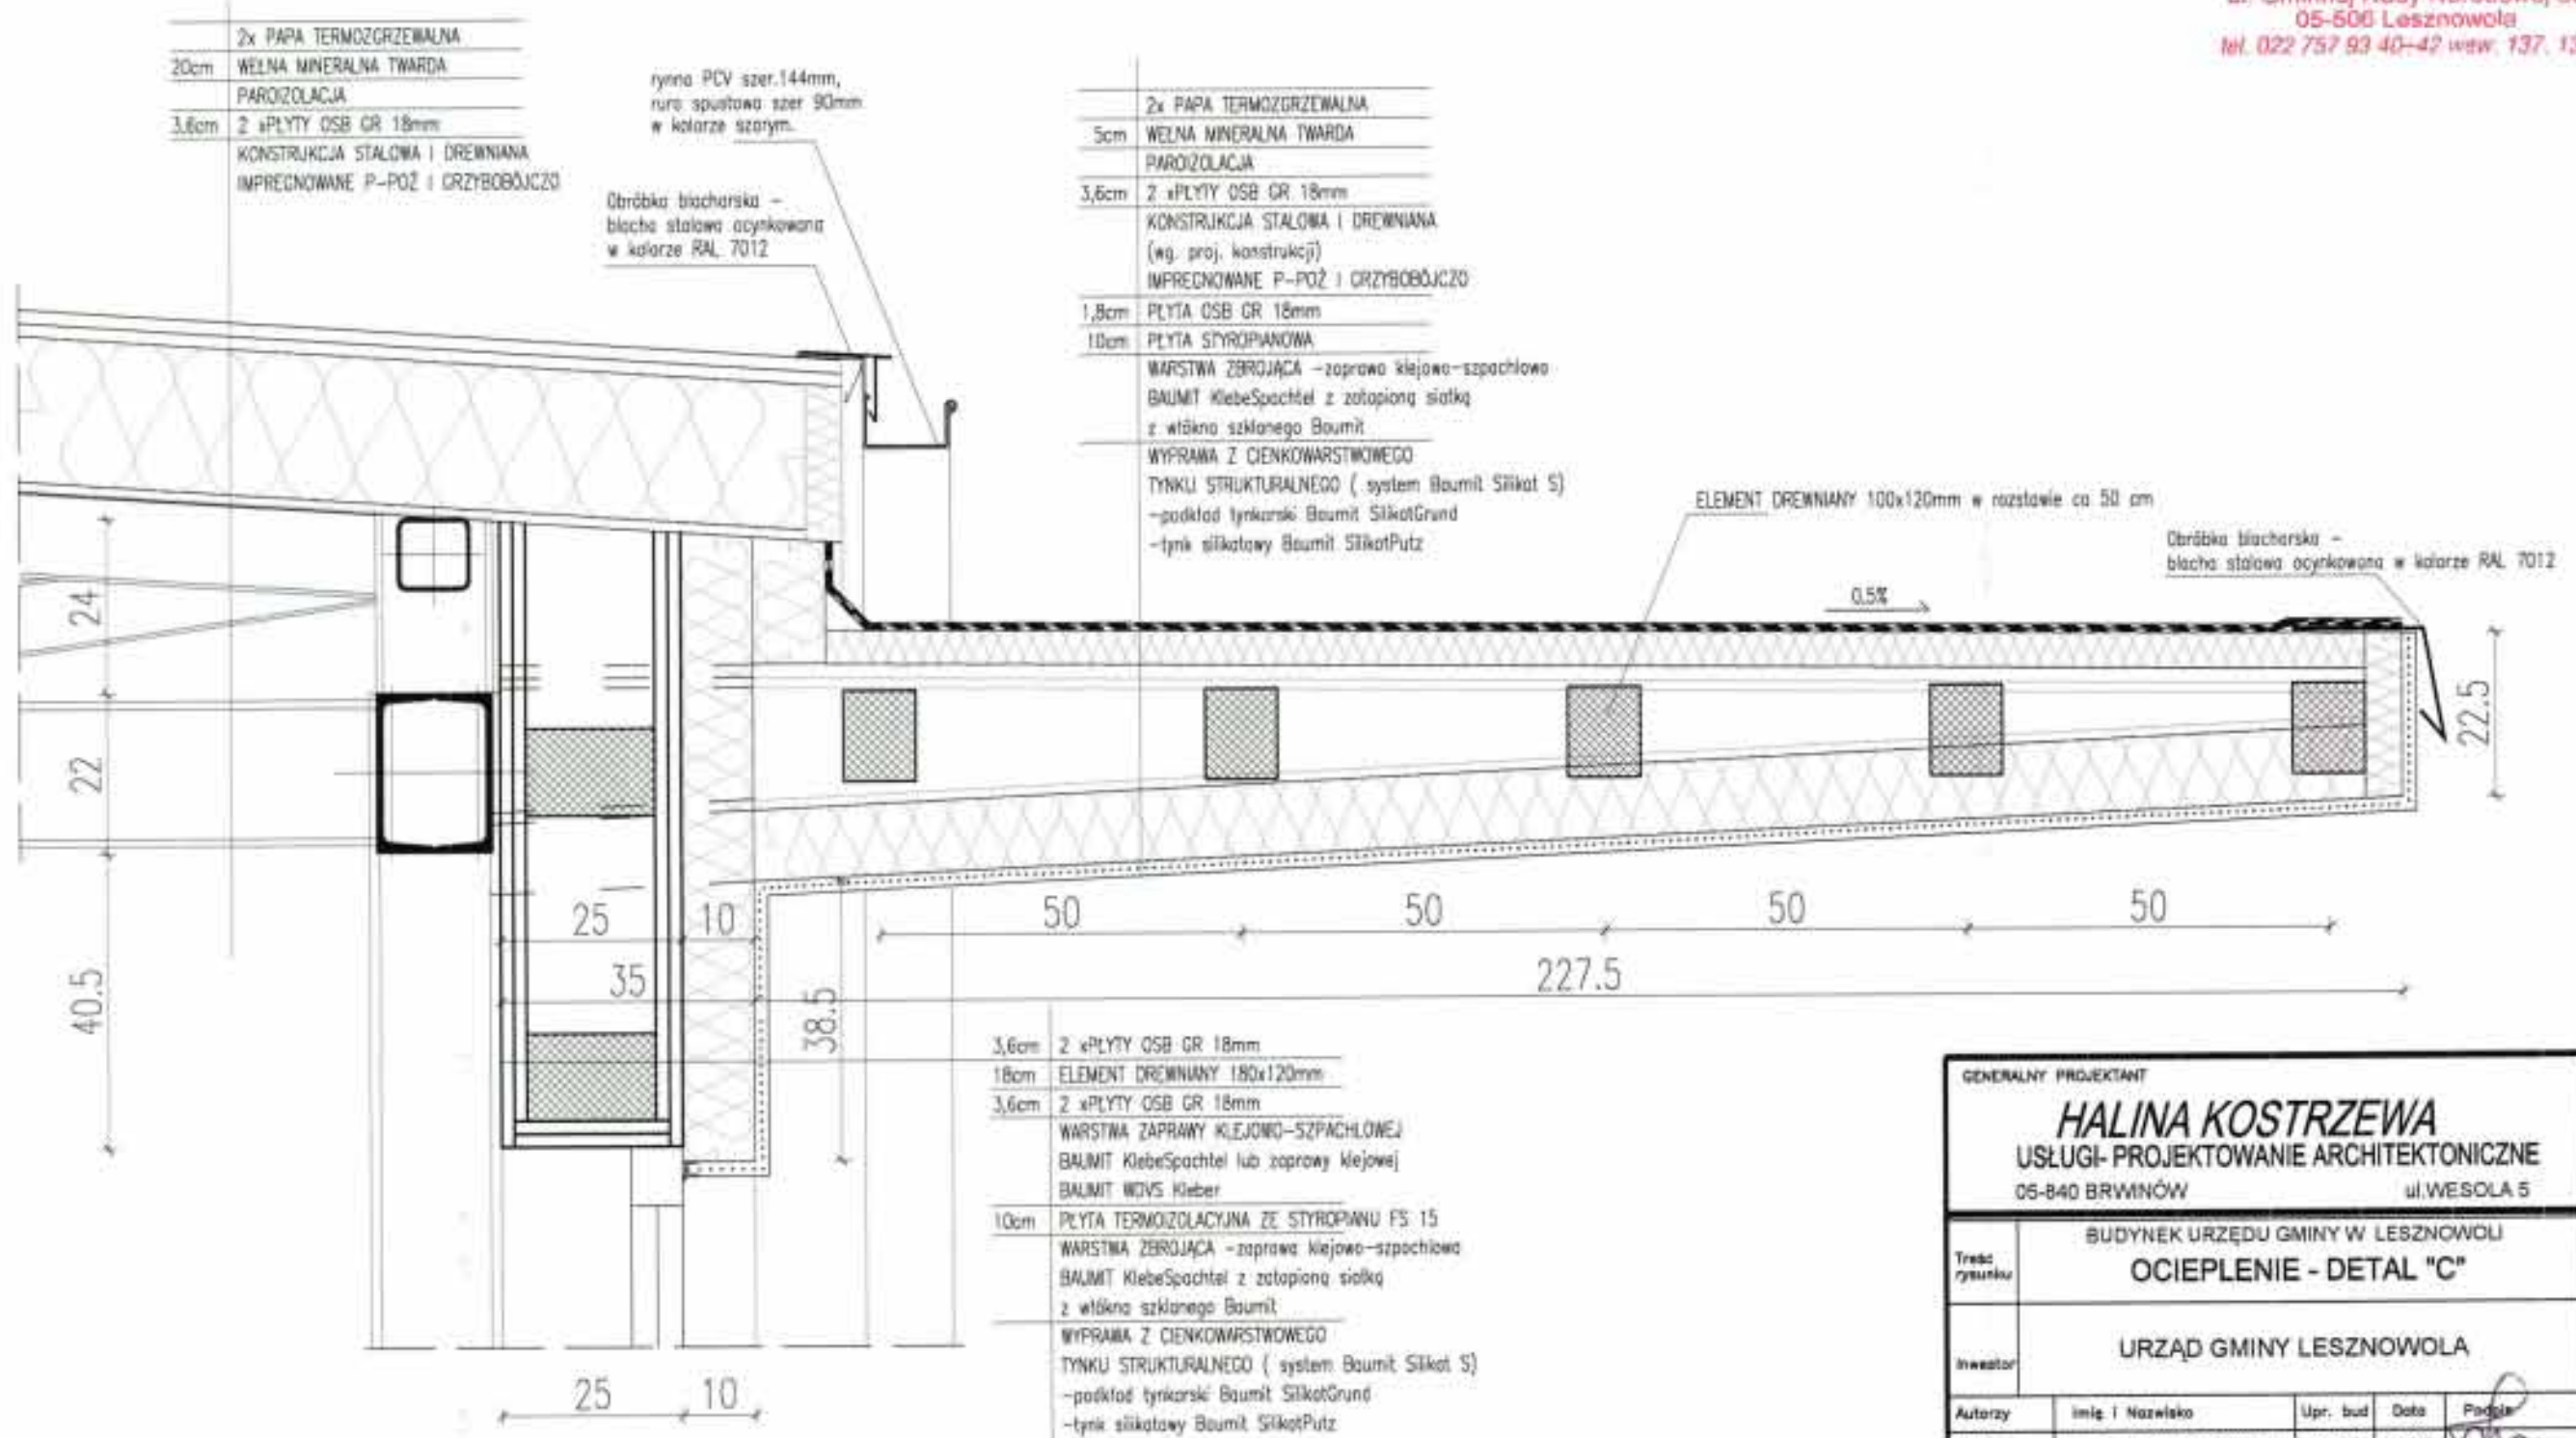 05-506 Lesznowola
tel. 022 757 93 40-42 wew. 137, 13
2x PAPA TERMOZGRZEWALNA
20cm WEŁNA MINERALNA TWARDA
PAROIZOLACJA
3,6cm 2 xPŁYTY OSB GR 18mm
KONSTRUKCJA STALOWA I DREWNIANA
IMPREGNOWANE P-POŻ I GRZYBOBÓJCZO
rynna PCV szer.144mm,
rura spustowa szer 90mm
w kolorze szarym.
Obróbka blacharska -
blacha stalowa ocynkowana
w kolorze RAL 7012
2x PAPA TERMOZGRZEWALNA
5cm WEŁNA MINERALNA TWARDA
PAROIZOLACJA
3,6cm 2 xPŁYTY OSB GR 18mm
KONSTRUKCJA STALOWA I DREWNIANA
(wg. proj. konstrukcji)
IMPREGNOWANE P-POŻ I GRZYBOBÓJCZO
1,8cm PŁYTA OSB GR 18mm
10cm PŁYTA STYROPIANOWA
WARSTWA ZBROJĄCA -zaprawa klejowo-szpachlowa
BAUMIT KlebeSpachtel z zatopioną siatką
z włókna szklanego Baumit
WYPRAWA Z CIENKOWARSTWOWEGO
TYNKU STRUKTURALNEGO ( system Baumit Silikat S)
-podkład tynkarski Baumit SilikatGrund
-tynk silikatowy Baumit SilikatPutz
ELEMENT DREWNIANY 100x120mm w rozstawie co 50 cm
Obróbka blacharska -
blacha stalowa ocynkowana w kolorze RAL 7012
0.5%
24
22
40.5
22.5
25 10
35
38.5
50 50 50 50
227.5
3,6cm 2 xPŁYTY OSB GR 18mm
18cm ELEMENT DREWNIANY 180x120mm
3,6cm 2 xPŁYTY OSB GR 18mm
WARSTWA ZAPRAWY KLEJOWO-SZPACHLOWEJ
BAUMIT KlebeSpachtel lub zaprawy klejowej
BAUMIT WDVS Kleber
10cm PŁYTA TERMOIZOLACYJNA ZE STYROPIANU FS 15
WARSTWA ZBROJĄCA -zaprawa klejowo-szpachlowa
BAUMIT KlebeSpachtel z zatopioną siatką
z włókna szklanego Baumit
WYPRAWA Z CIENKOWARSTWOWEGO
TYNKU STRUKTURALNEGO ( system Baumit Silikat S)
-podkład tynkarski Baumit SilikatGrund
-tynk silikatowy Baumit SilikatPutz
25 10
GENERALNY PROJEKTANT
HALINA KOSTRZEWA
USŁUGI- PROJEKTOWANIE ARCHITEKTONICZNE
05-840 BRWINÓW ul.WESOLA 5
Treść rysunku
BUDYNEK URZĘDU GMINY W LESZNOWOLI
OCIEPLENIE - DETAL "C"
Inwestor URZĄD GMINY LESZNOWOLA
Autorzy Imię i Nazwisko Upr. bud Data Podpis